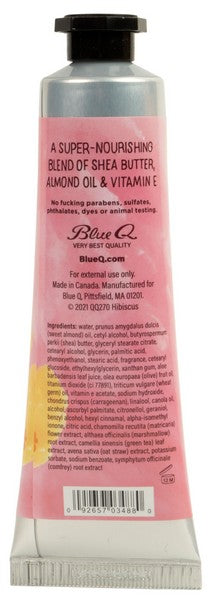 A SUPER-NOURISHING
BLEND OF SHEA BUTTER,
ALMOND OIL & VITAMIN E
No fucking parabens, sulfates,
phthalates, dyes or animal testing.
Blue Q
VERY BEST QUALITY
BlueQ.com
For external use only.
Made in Canada. Manufactured for
Blue Q, Pittsfield, MA 01201.
© 2021 QQ270 Hibiscus
Ingredients: water, prunus amygdalus dulcis
(sweet almond) oil, cetyl alcohol, butyrospermum
parkii (shea) butter, glyceryl stearate citrate,
cetearyl alcohol, glycerin, palmitic acid,
phenoxyethanol, stearic acid, fragrance, cetearyl
glucoside, ethylhexylglycerin, xanthan gum, aloe
barbadensis leaf juice, olea europaea (olive) fruit oil,
titanium dioxide (ci 77891), triticum vulgare (wheat
germ) oil, vitamin e acetate, sodium hydroxide,
chondrus crispus (carrageenan), linalool, canola oil,
alcohol, ascorbyl palmitate, citronellol, geraniol,
benzyl alcohol, hexyl cinnamal, alpha-isomethyl
ionone, citric acid, chamomilla recutita (matricaria)
flower extract, althaea officinalis (marshmallow)
root extract, camellia sinensis (green tea) leaf
extract, avena sativa (oat straw) extract, potassium
sorbate, sodium benzoate, symphytum officinale
(comfrey) root extract
12 M
0 92657 03488 0